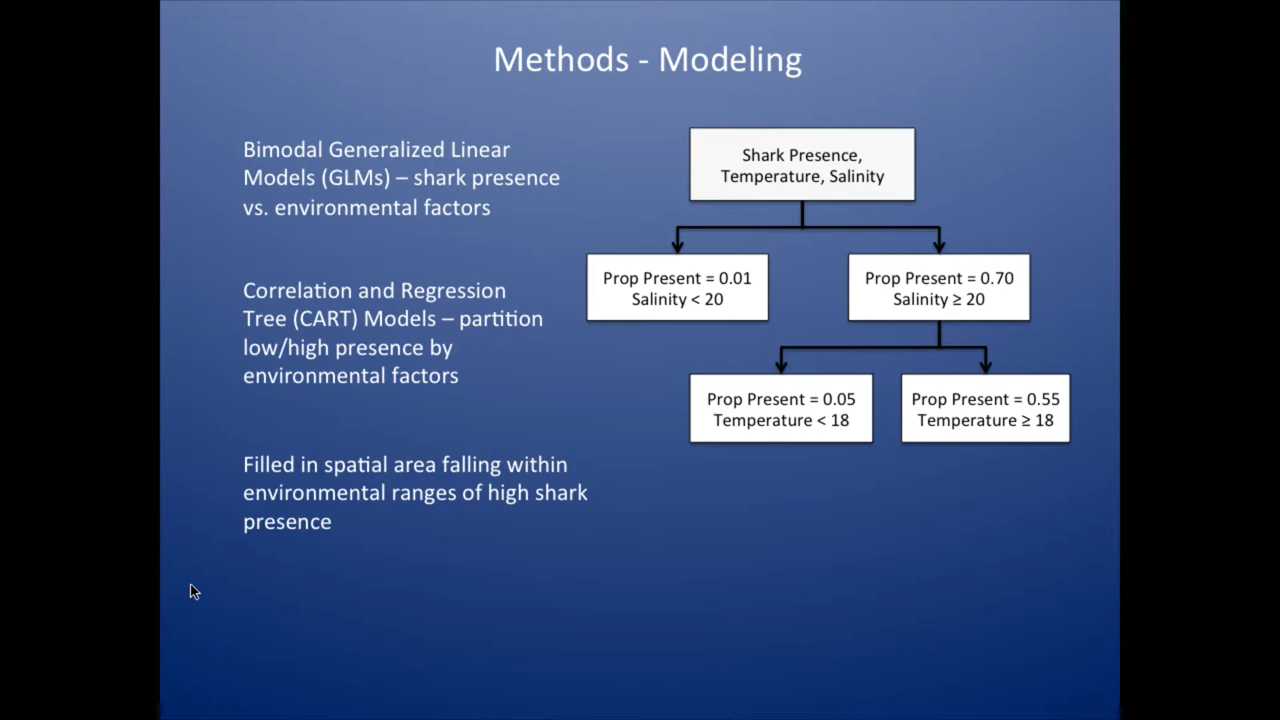 Methods - Modeling
Bimodal Generalized Linear
Models (GLMs) – shark presence
vs. environmental factors
Correlation and Regression
Tree (CART) Models – partition
low/high presence by
environmental factors
Filled in spatial area falling within
environmental ranges of high shark
presence
Shark Presence,
Temperature, Salinity
Prop Present = 0.01
Salinity < 20
Prop Present = 0.70
Salinity ≥ 20
Prop Present = 0.05
Temperature < 18
Prop Present = 0.55
Temperature ≥ 18